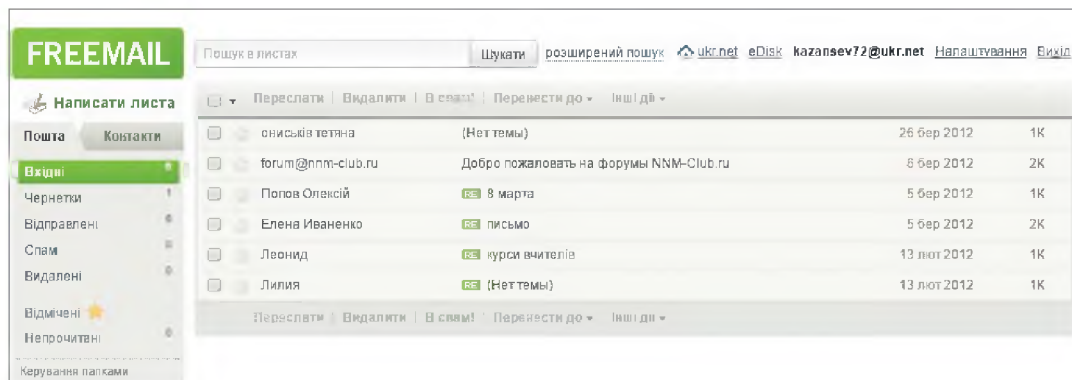 FREEMAIL
Пошук в листах Шукати розширений пошук ukr.net eDisk kazansev72@ukr.net Налаштування Вихід
Написати листа
Переслати Видалити В спам! Перенести до Інші дії
Пошта Контакти
ониськів тетяна (Нет темы) 26 бер 2012 1K
Вхідні
forum@nnm-club.ru Добро пожаловать на форумы NNM-Club.ru 8 бер 2012 2K
Чернетки 1
Попов Олексій RE 8 марта 5 бер 2012 1K
Відправлені
Елена Иваненко RE письмо 5 бер 2012 2K
Спам
Леонид RE курси вчителів 13 лют 2012 1K
Видалені 0
Лилия RE (Нет темы) 13 лют 2012 1K
Відмічені
Переслати Видалити В спам! Перенести до Інші дії
Непрочитані
Керування папками